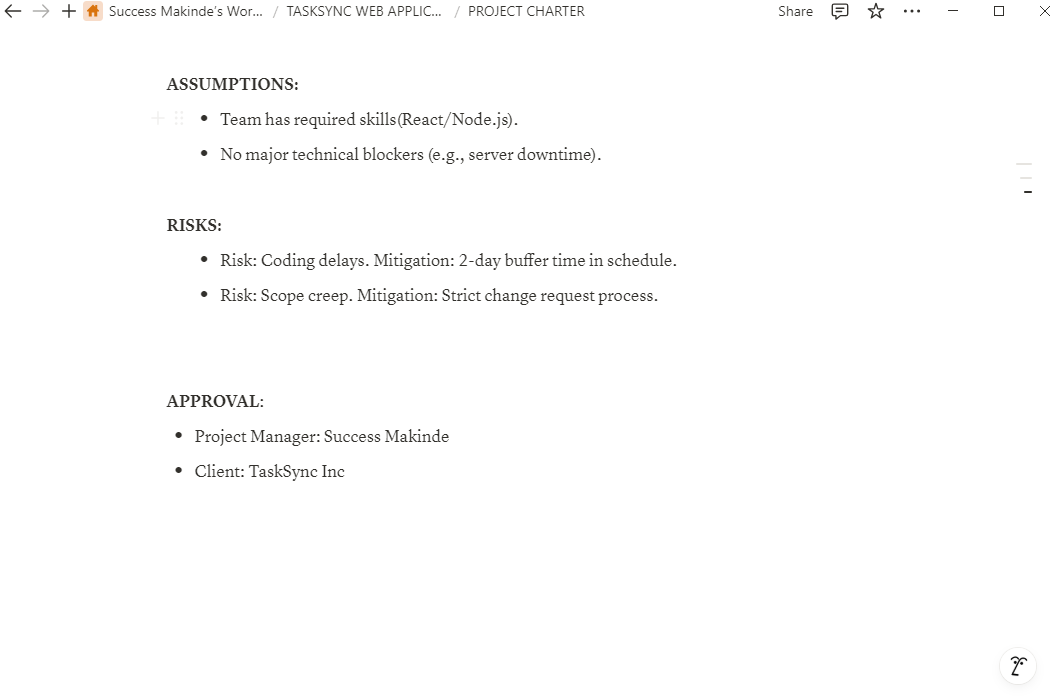 Success Makinde's Wor... / TASKSYNC WEB APPLIC... / PROJECT CHARTER Share
ASSUMPTIONS:
• Team has required skills(React/Node.js).
• No major technical blockers (e.g., server downtime).
RISKS:
• Risk: Coding delays. Mitigation: 2-day buffer time in schedule.
• Risk: Scope creep. Mitigation: Strict change request process.
APPROVAL:
• Project Manager: Success Makinde
• Client: TaskSync Inc